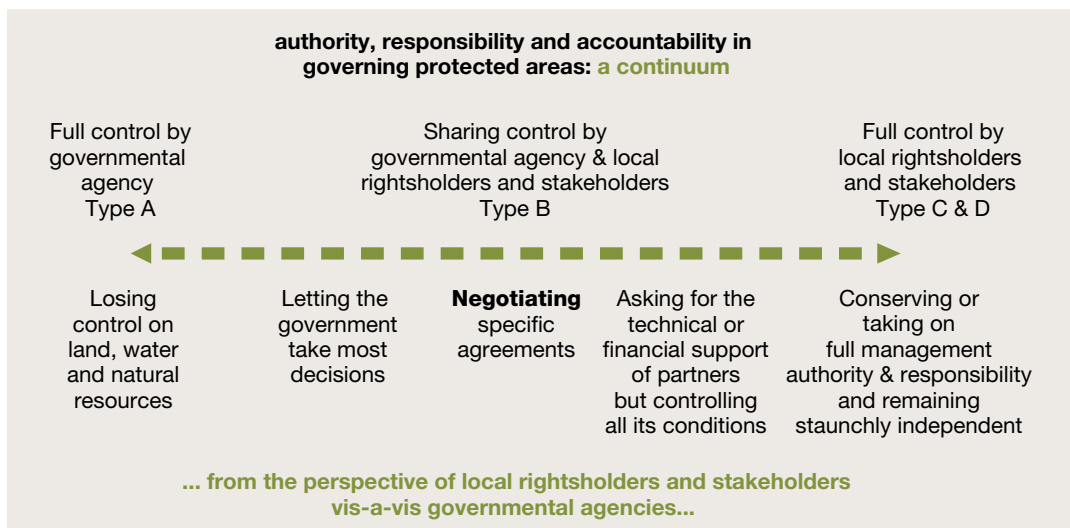 authority, responsibility and accountability in
governing protected areas: a continuum
Full control by
governmental
agency
Type A
Sharing control by
governmental agency & local
rightsholders and stakeholders
Type B
Full control by
local rightsholders
and stakeholders
Type C & D
Losing
control on
land, water
and natural
resources
Letting the
government
take most
decisions
Negotiating
specific
agreements
Asking for the
technical or
financial support
of partners
but controlling
all its conditions
Conserving or
taking on
full management
authority & responsibility
and remaining
staunchly independent
... from the perspective of local rightsholders and stakeholders
vis-a-vis governmental agencies...